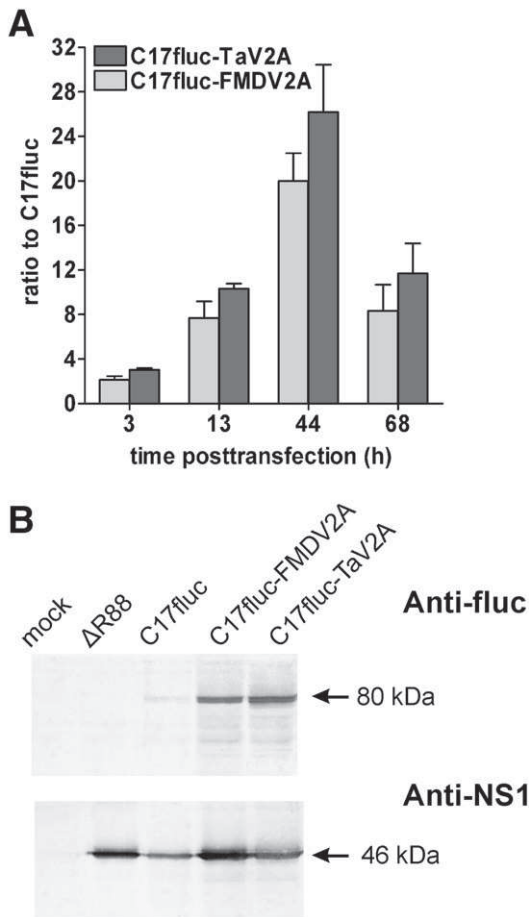 A
C17fluc-TaV2A
C17fluc-FMDV2A
ratio to C17fluc
32
28
24
20
16
12
8
4
0
3 13 44 68
time posttransfection (h)
B
mock ΔR88 C17fluc C17fluc-FMDV2A C17fluc-TaV2A
Anti-fluc
80 kDa
Anti-NS1
46 kDa